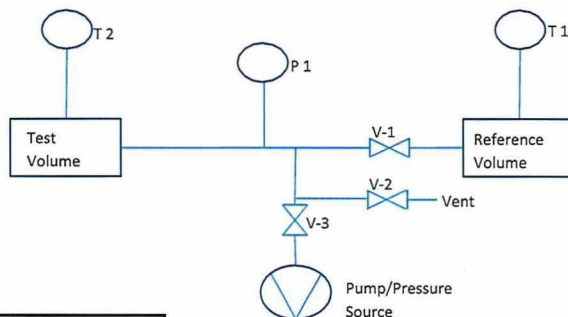 T 2
T 1
P 1
Test
Volume
V-1
Reference
Volume
V-2
Vent
V-3
Pump/Pressure
Source